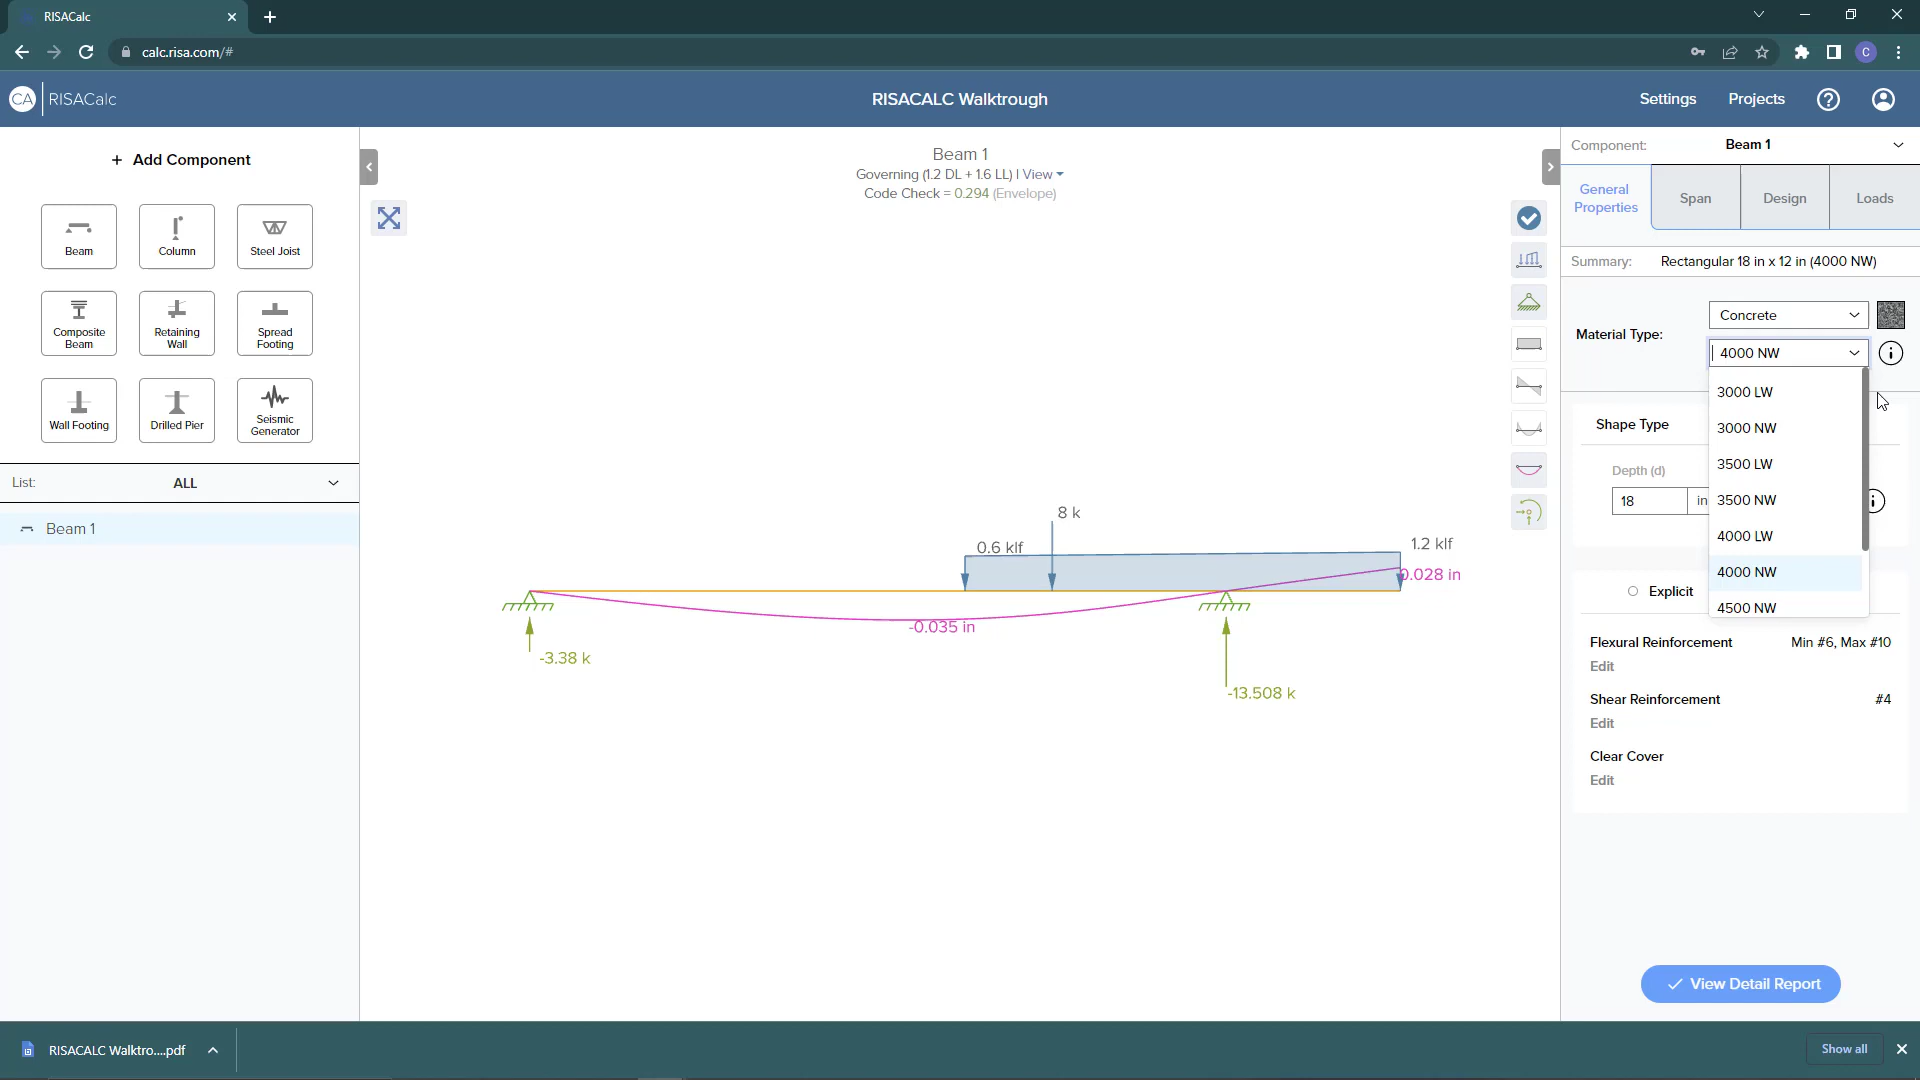 RISACalc
calc.risa.com/#
C
CA RISACalc
RISACALC Walktrough
Settings
Projects
?
+ Add Component
Beam
Column
Steel Joist
Composite
Beam
Retaining
Wall
Spread
Footing
Wall Footing
Drilled Pier
Seismic
Generator
List:
ALL
Beam 1
Beam 1
Governing (1.2 DL + 1.6 LL) | View
Code Check = 0.294 (Envelope)
8 k
0.6 klf
1.2 klf
0.028 in
-0.035 in
-3.38 k
-13.508 k
Component:
Beam 1
General
Properties
Span
Design
Loads
Summary:
Rectangular 18 in x 12 in (4000 NW)
Material Type:
Concrete
4000 NW
i
3000 LW
3000 NW
3500 LW
3500 NW
4000 LW
4000 NW
4500 NW
Shape Type
Depth (d)
18
in
i
Explicit
Flexural Reinforcement
Min #6, Max #10
Edit
Shear Reinforcement
#4
Edit
Clear Cover
Edit
View Detail Report
RISACALC Walktro....pdf
Show all